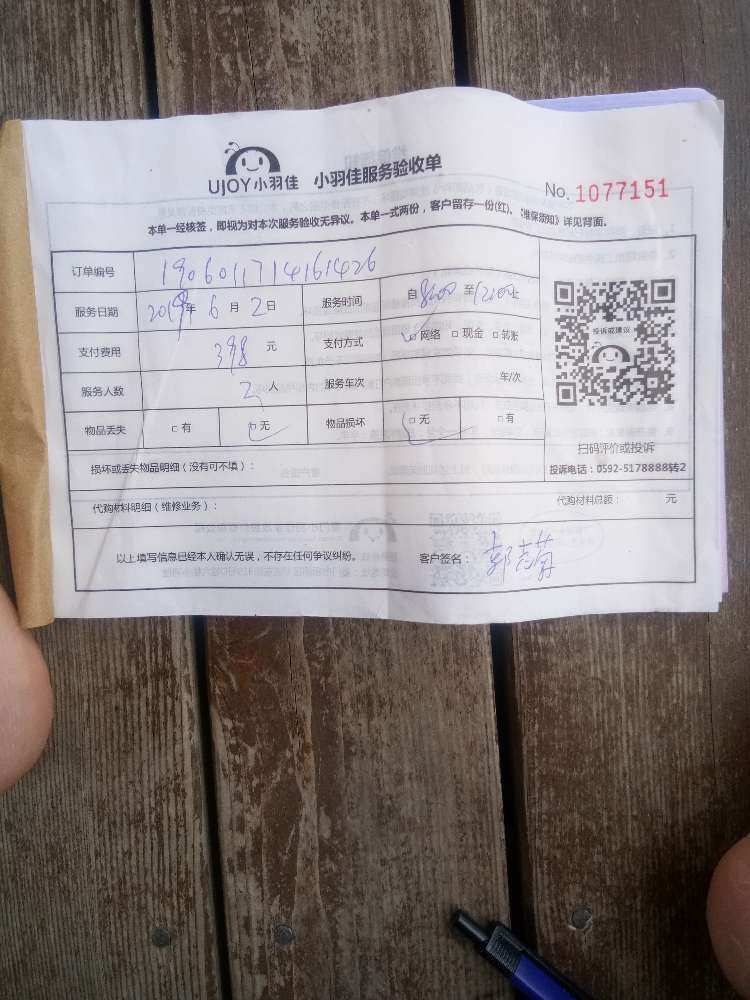 UJOY小羽佳 小羽佳服务验收单
No. 1077151
本单一经核签，即视为对本次服务验收无异议。本单一式两份，客户留存一份(红)。《维保须知》详见背面。
订单编号 1906011714161426
服务日期 2019年 6 月 2 日 服务时间 自 8:00 至 12:00止
支付费用 398 元 支付方式 □网络 □现金 □转账
服务人数 2 人 服务车次 车/次
物品丢失 □有 □无 物品损坏 □无 □有
投诉或建议
扫码评价或投诉
投诉电话：0592-5178888转2
损坏或丢失物品明细（没有可不填）：
代购材料明细（维修业务）： 代购材料总额： 元
以上填写信息已经本人确认无误，不存在任何争议纠纷。 客户签名：